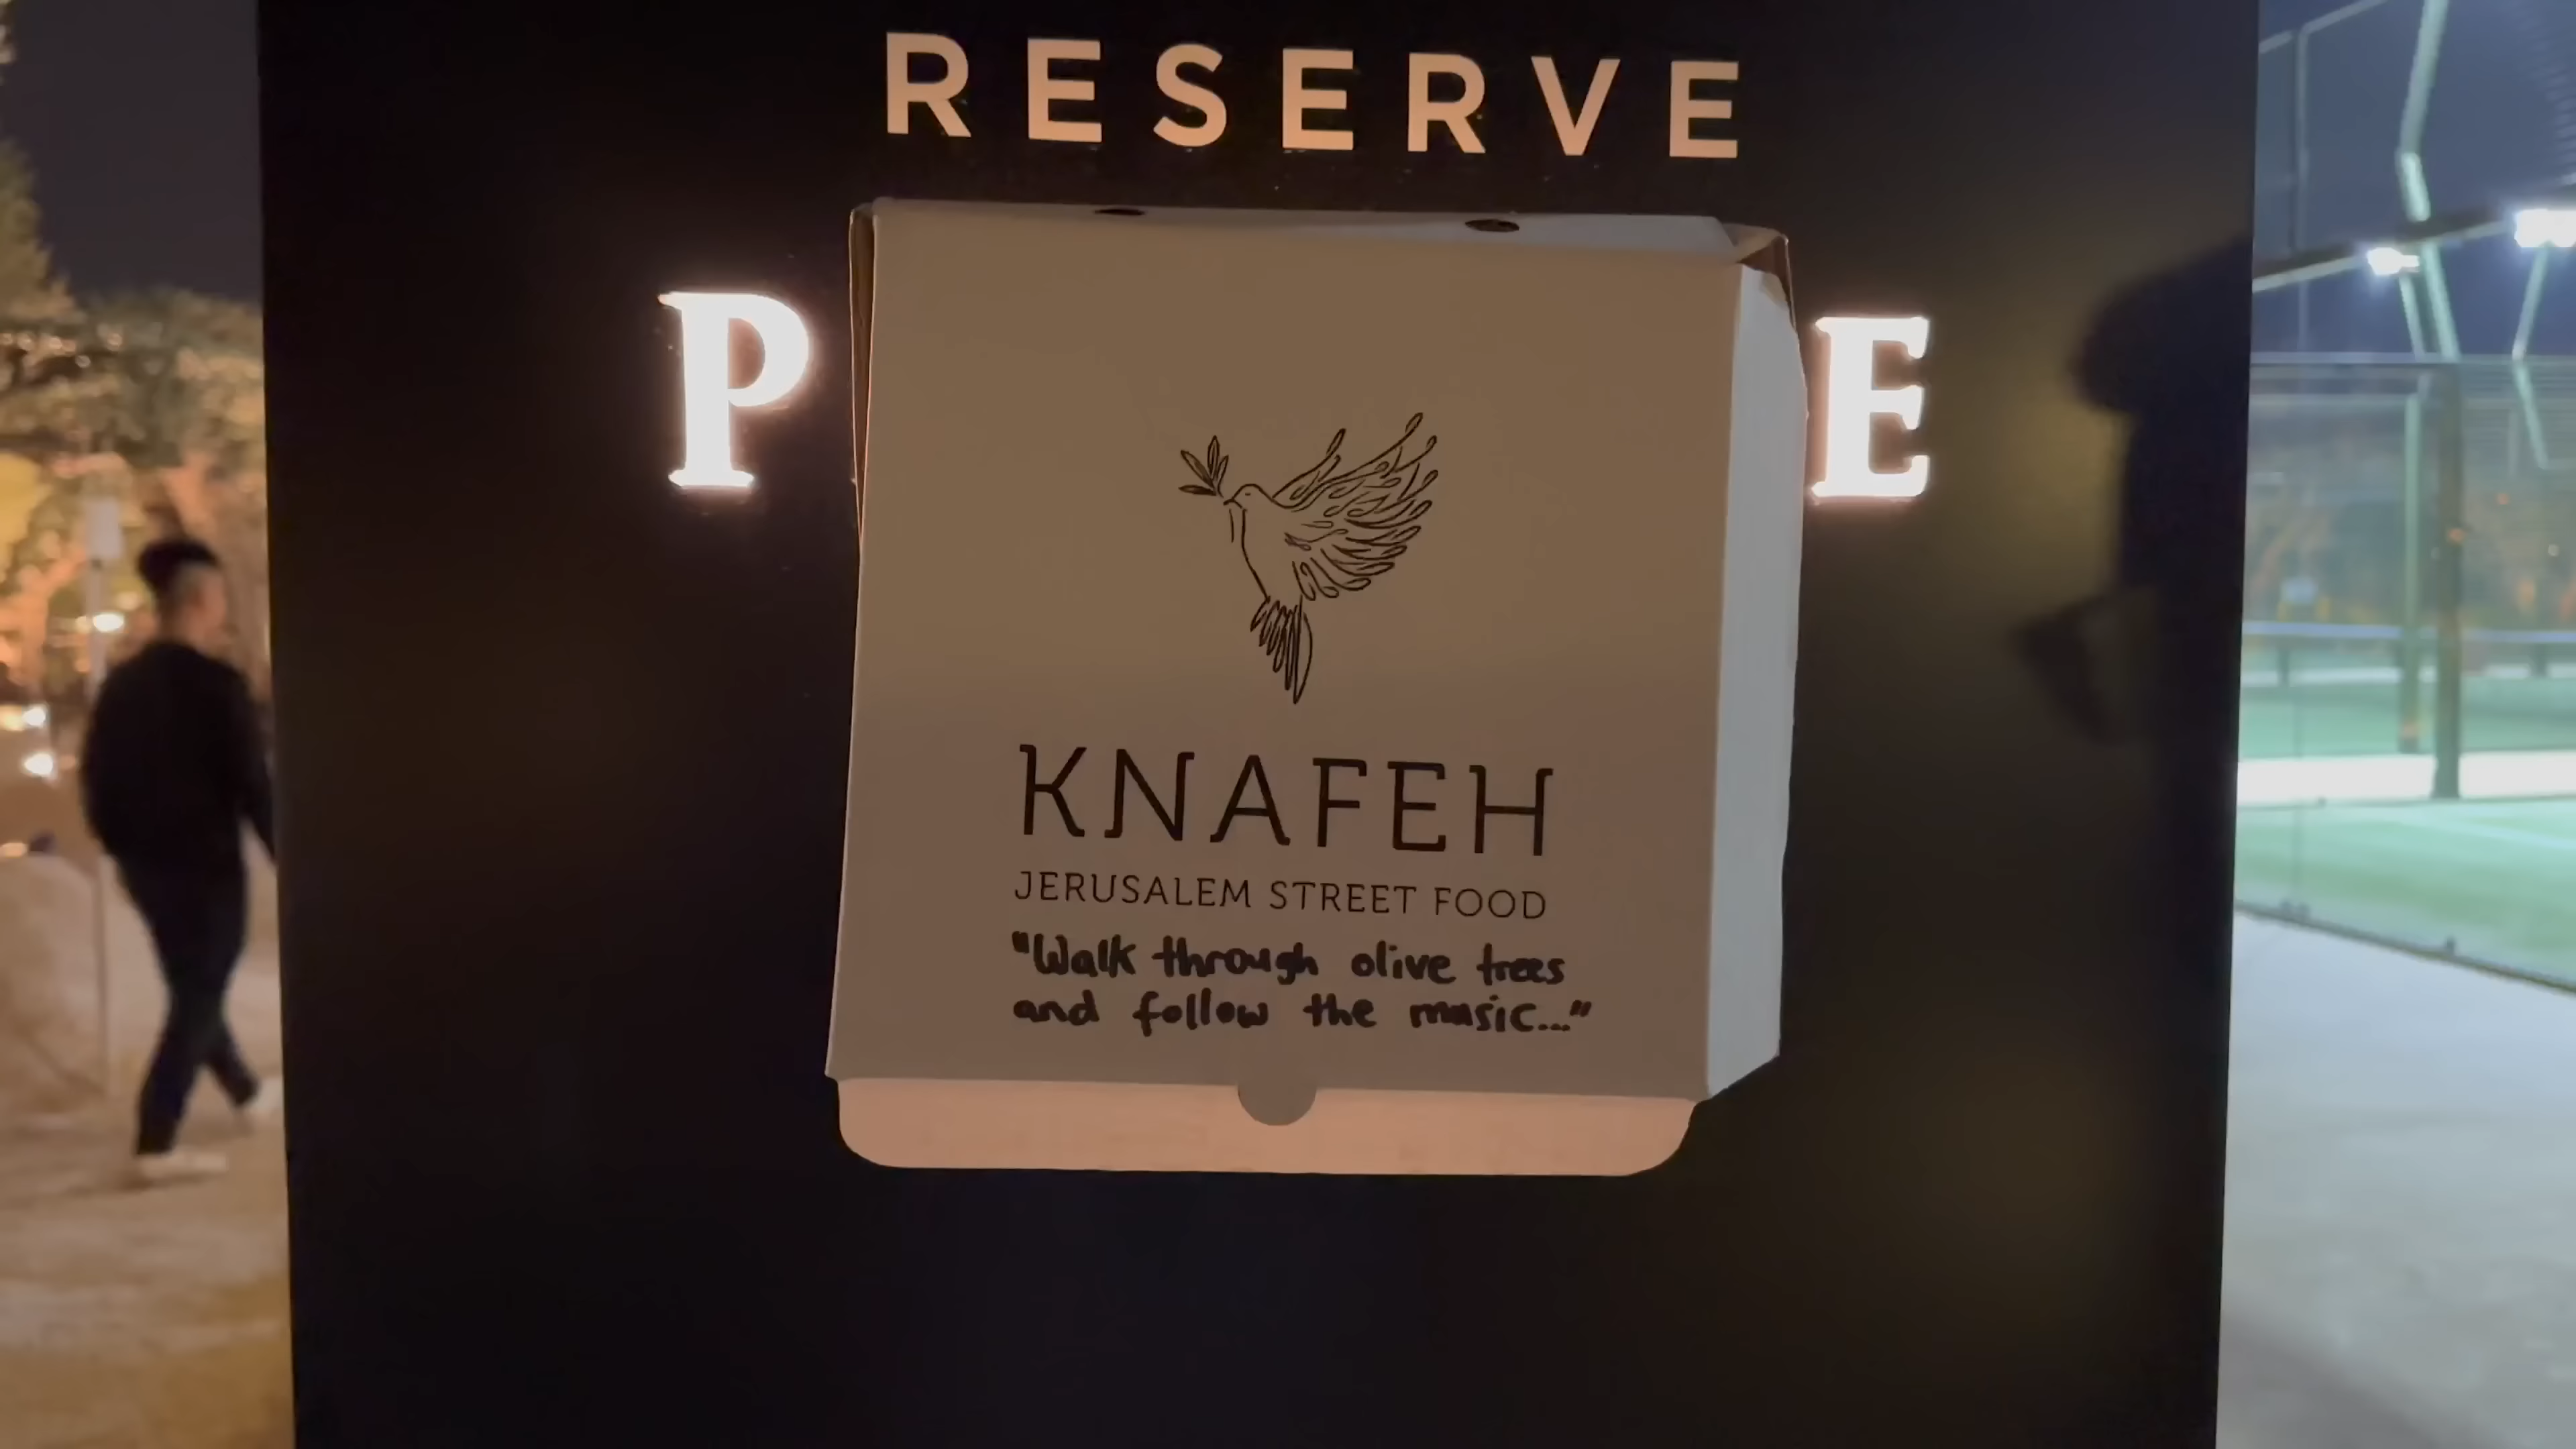 RESERVE
P E
KNAFEH
JERUSALEM STREET FOOD
"Walk through olive trees
and follow the music..."